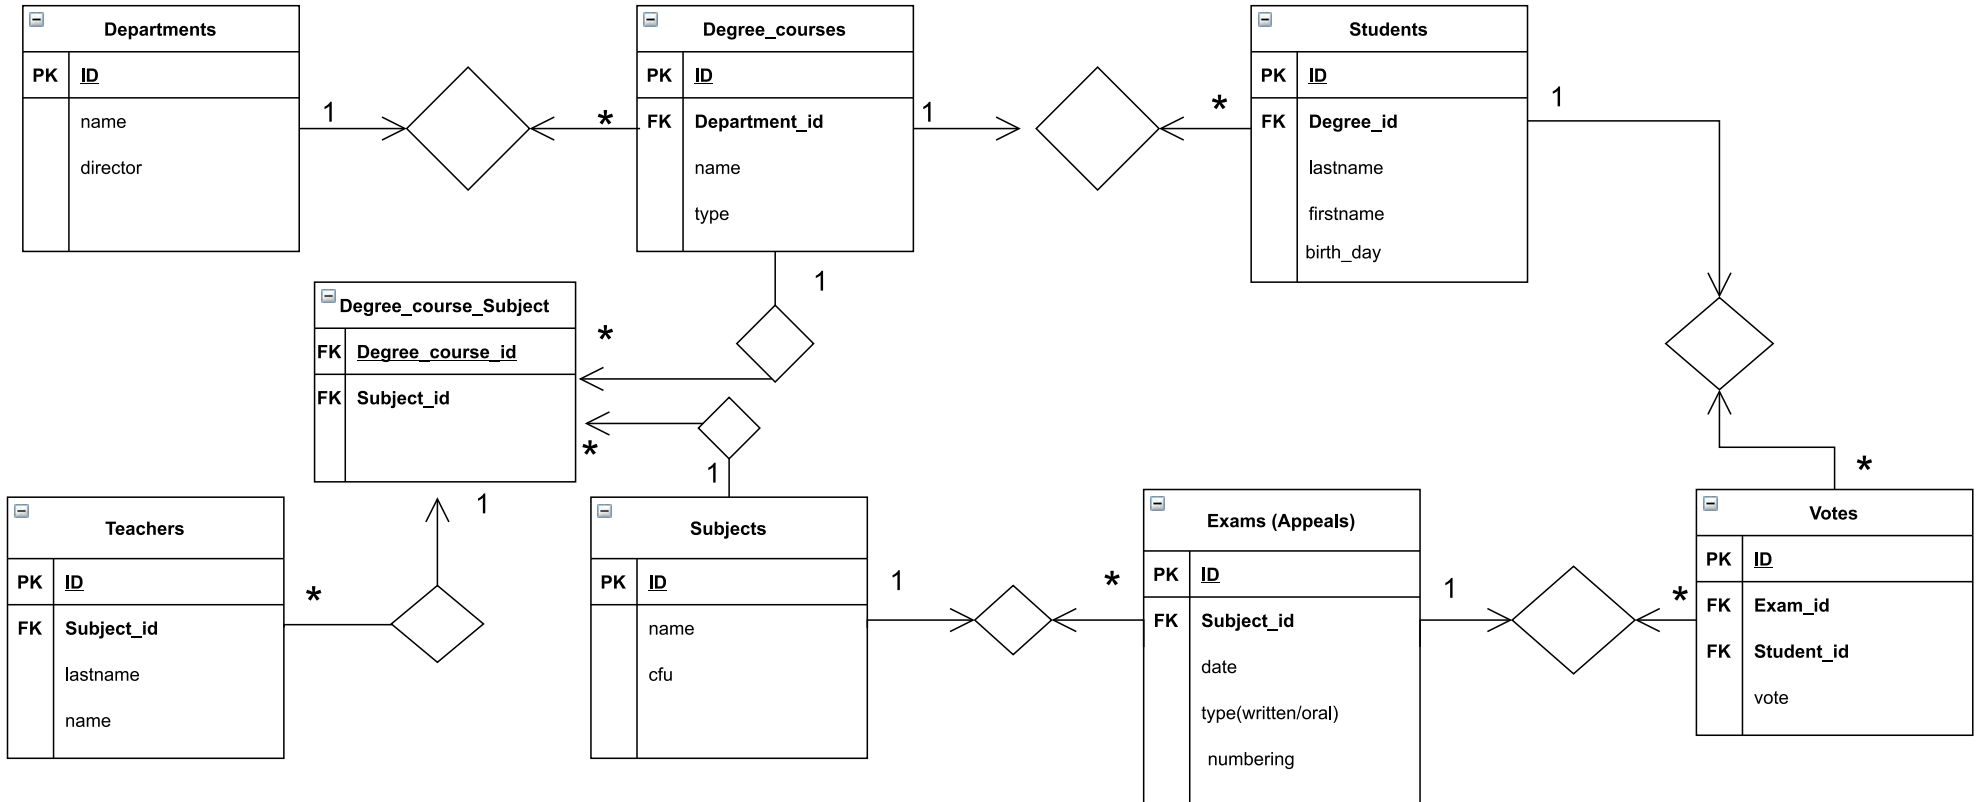 Departments
PK ID
name
director
1
*
Degree_courses
PK ID
FK Department_id
name
type
1
*
Students
PK ID
FK Degree_id
lastname
firstname
birth_day
1
1
*
Degree_course_Subject
FK Degree_course_id
FK Subject_id
*
1
*
1
Teachers
PK ID
FK Subject_id
lastname
name
*
Subjects
PK ID
name
cfu
1
*
Exams (Appeals)
PK ID
FK Subject_id
date
type(written/oral)
numbering
1
*
*
Votes
PK ID
FK Exam_id
FK Student_id
vote